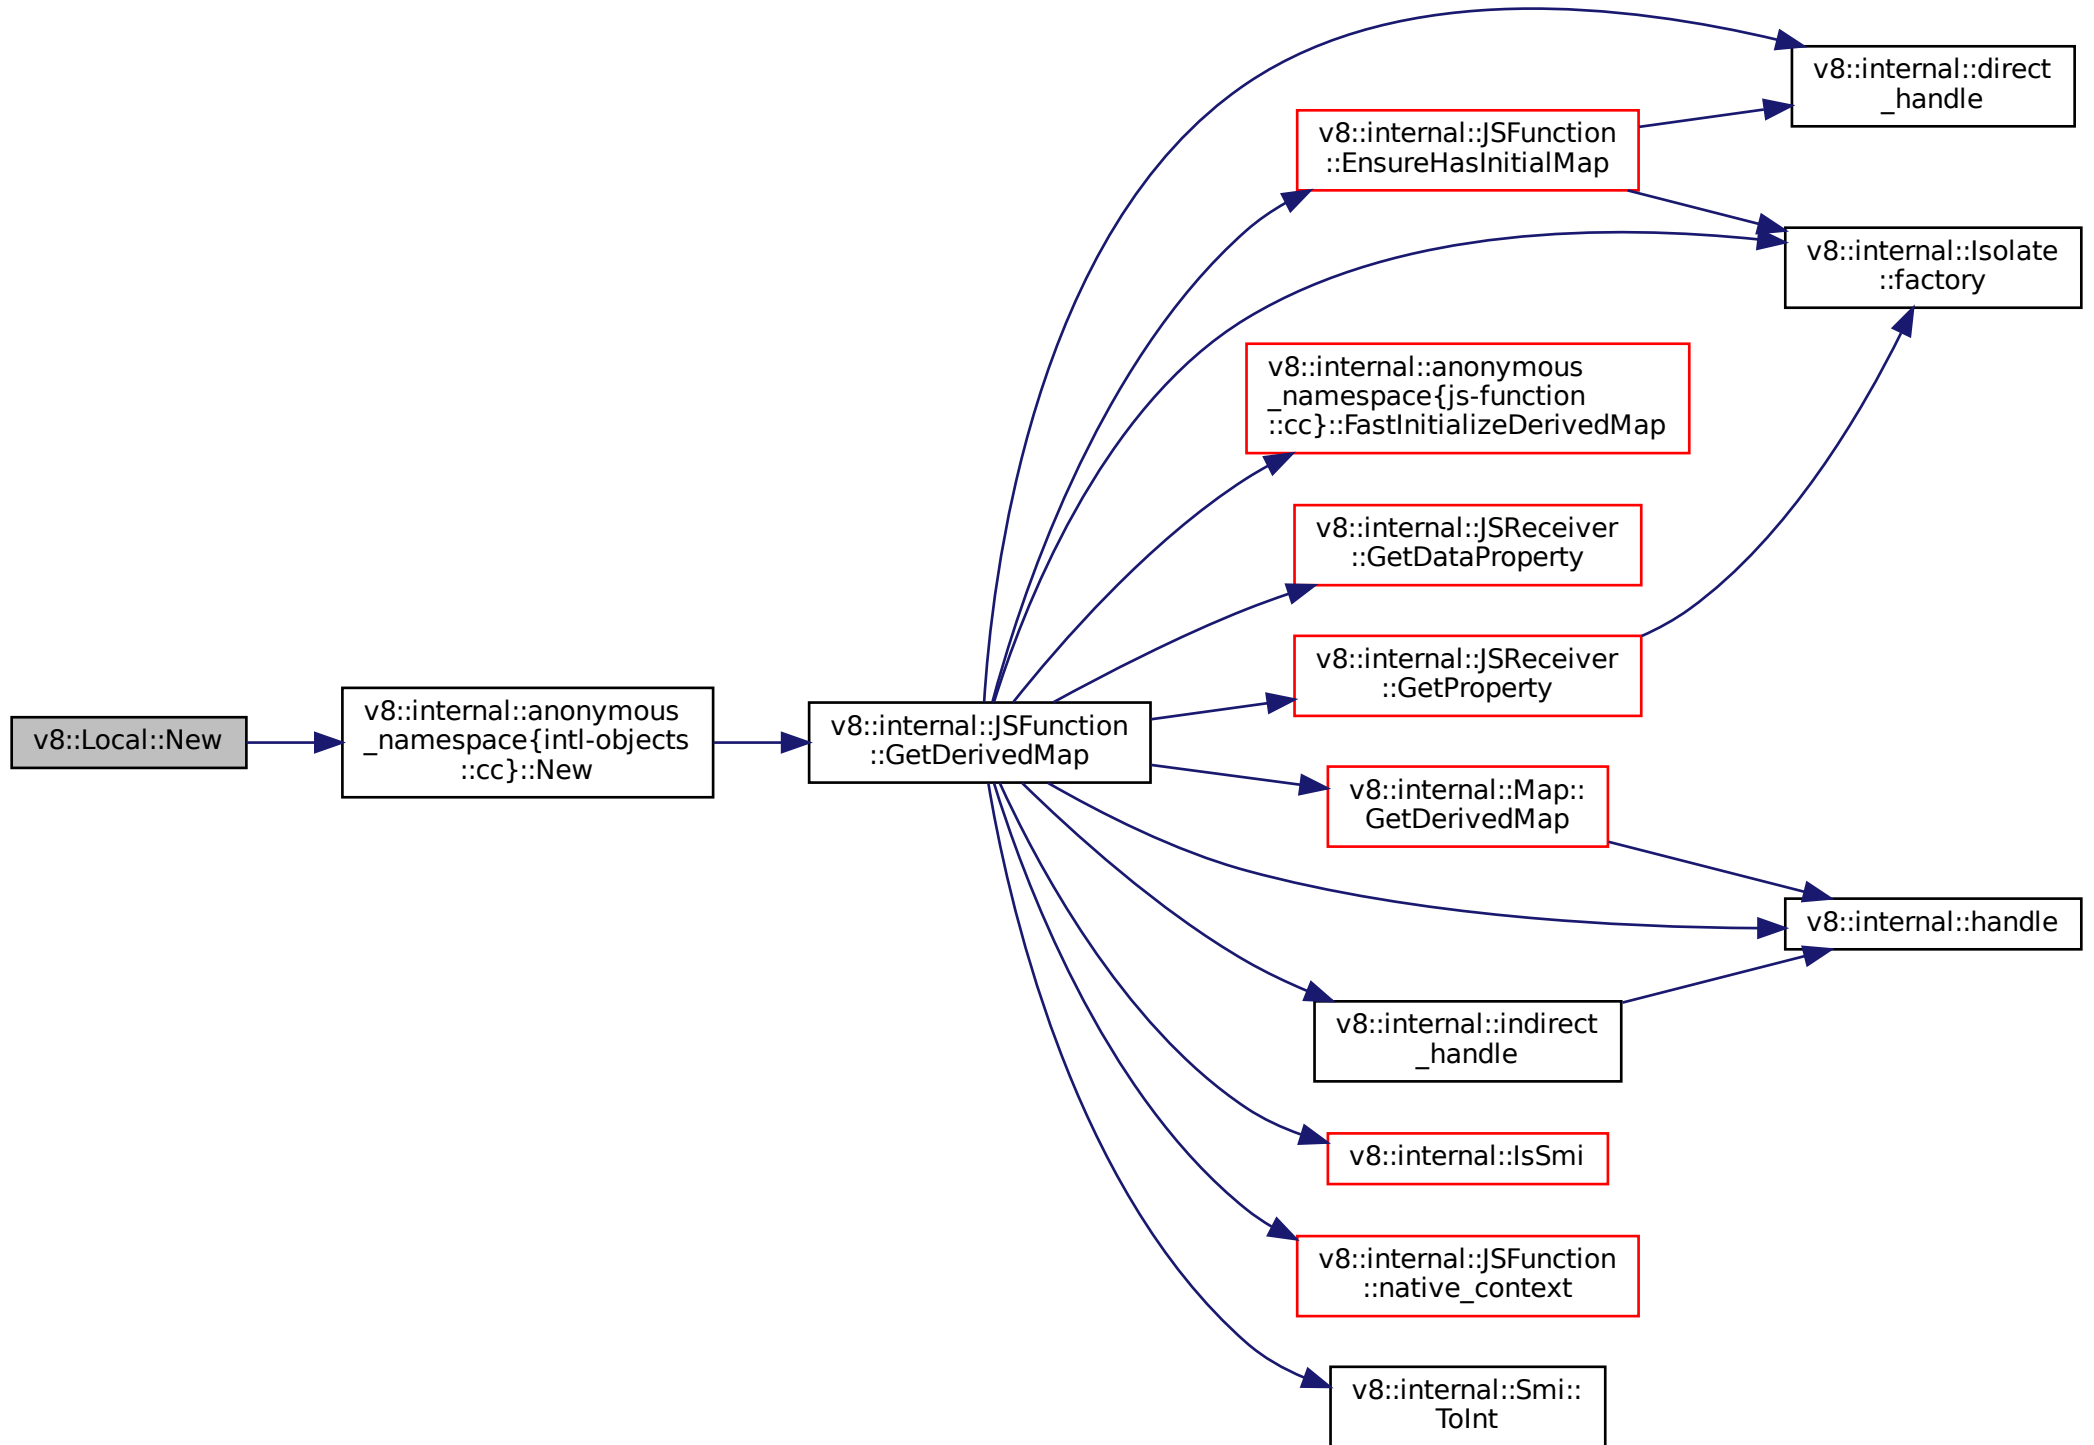 v8::Local::New
v8::internal::anonymous
_namespace{intl-objects
::cc}::New
v8::internal::JSFunction
::GetDerivedMap
v8::internal::direct
_handle
v8::internal::JSFunction
::EnsureHasInitialMap
v8::internal::Isolate
::factory
v8::internal::anonymous
_namespace{js-function
::cc}::FastInitializeDerivedMap
v8::internal::JSReceiver
::GetDataProperty
v8::internal::JSReceiver
::GetProperty
v8::internal::Map::
GetDerivedMap
v8::internal::handle
v8::internal::indirect
_handle
v8::internal::IsSmi
v8::internal::JSFunction
::native_context
v8::internal::Smi::
ToInt